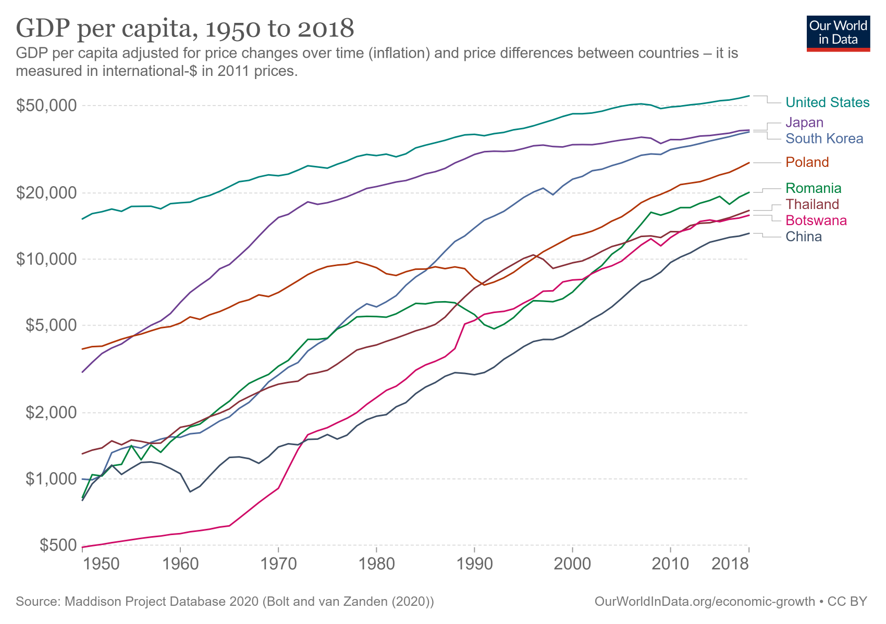 GDP per capita, 1950 to 2018
Our World
in Data
GDP per capita adjusted for price changes over time (inflation) and price differences between countries – it is
measured in international-$ in 2011 prices.
$50,000
$20,000
$10,000
$5,000
$2,000
$1,000
$500
United States
Japan
South Korea
Poland
Romania
Thailand
Botswana
China
1950 1960 1970 1980 1990 2000 2010 2018
Source: Maddison Project Database 2020 (Bolt and van Zanden (2020))
OurWorldInData.org/economic-growth • CC BY